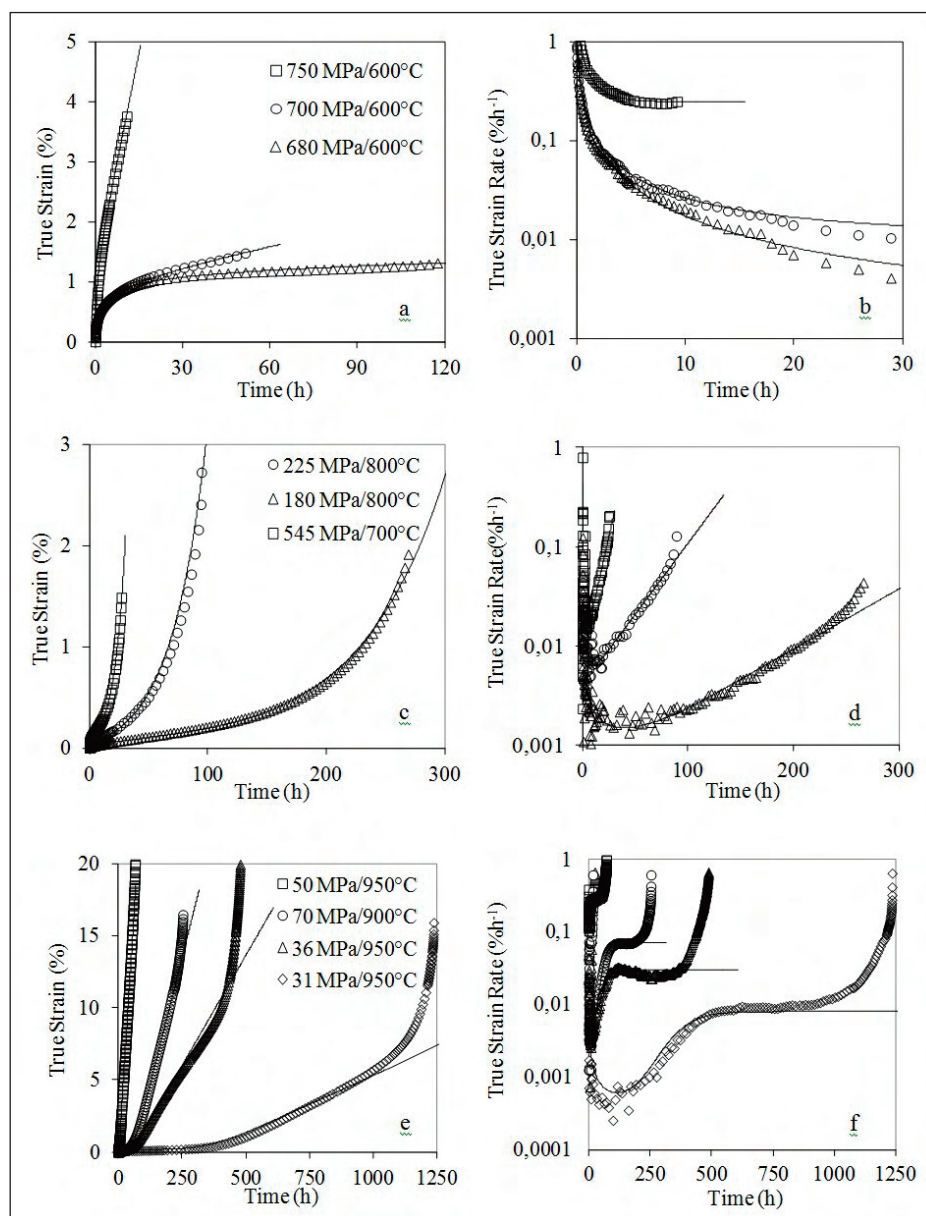 5
4
3
2
1
0
True Strain (%)
750 MPa/600°C
700 MPa/600°C
680 MPa/600°C
a
0 30 60 90 120
Time (h)
1
0,1
0,01
0,001
True Strain Rate (%h-1)
b
0 10 20 30
Time (h)
3
2
1
0
True Strain (%)
225 MPa/800°C
180 MPa/800°C
545 MPa/700°C
c
0 100 200 300
Time (h)
1
0,1
0,01
0,001
True Strain Rate(%h-1)
d
0 100 200 300
Time (h)
20
15
10
5
0
True Strain (%)
50 MPa/950°C
70 MPa/900°C
36 MPa/950°C
31 MPa/950°C
e
0 250 500 750 1000 1250
Time (h)
1
0,1
0,01
0,001
0,0001
True Strain Rate (%h-1)
f
0 250 500 750 1000 1250
Time (h)